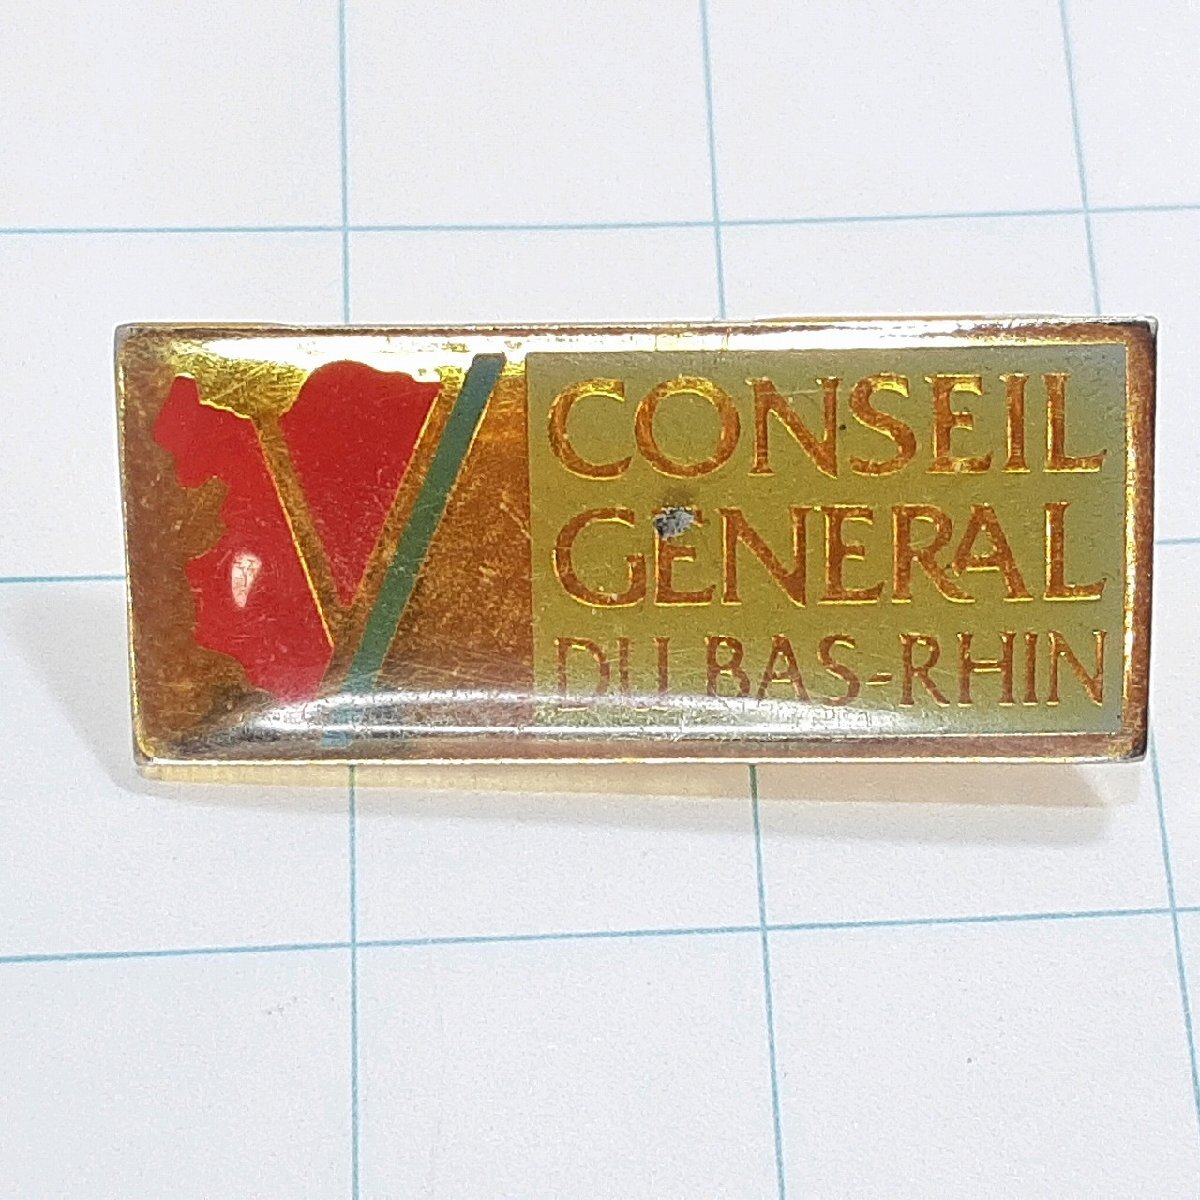 CONSEIL
GENERAL
DU BAS-RHIN